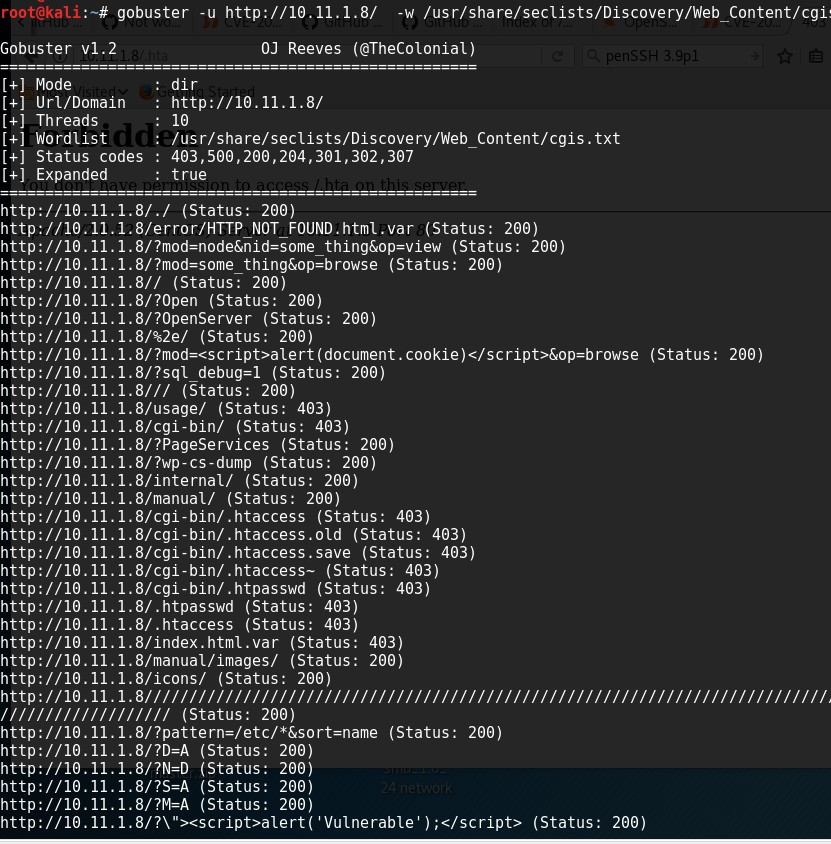 root@kali:~# gobuster -u http://10.11.1.8/  -w /usr/share/seclists/Discovery/Web_Content/cgis
Gobuster v1.2                OJ Reeves (@TheColonial)
=====================================================
[+] Mode         : dir
[+] Url/Domain   : http://10.11.1.8/
[+] Threads      : 10
[+] Wordlist     : /usr/share/seclists/Discovery/Web_Content/cgis.txt
[+] Status codes : 403,500,200,204,301,302,307
[+] Expanded     : true
=====================================================
http://10.11.1.8/./ (Status: 200)
http://10.11.1.8/error/HTTP_NOT_FOUND.html.var (Status: 200)
http://10.11.1.8/?mod=node&nid=some_thing&op=view (Status: 200)
http://10.11.1.8/?mod=some_thing&op=browse (Status: 200)
http://10.11.1.8// (Status: 200)
http://10.11.1.8/?Open (Status: 200)
http://10.11.1.8/?OpenServer (Status: 200)
http://10.11.1.8/%2e/ (Status: 200)
http://10.11.1.8/?mod=<script>alert(document.cookie)</script>&op=browse (Status: 200)
http://10.11.1.8/?sql_debug=1 (Status: 200)
http://10.11.1.8/// (Status: 200)
http://10.11.1.8/usage/ (Status: 403)
http://10.11.1.8/cgi-bin/ (Status: 403)
http://10.11.1.8/?PageServices (Status: 200)
http://10.11.1.8/?wp-cs-dump (Status: 200)
http://10.11.1.8/internal/ (Status: 200)
http://10.11.1.8/manual/ (Status: 200)
http://10.11.1.8/cgi-bin/.htaccess (Status: 403)
http://10.11.1.8/cgi-bin/.htaccess.old (Status: 403)
http://10.11.1.8/cgi-bin/.htaccess.save (Status: 403)
http://10.11.1.8/cgi-bin/.htaccess~ (Status: 403)
http://10.11.1.8/cgi-bin/.htpasswd (Status: 403)
http://10.11.1.8/.htpasswd (Status: 403)
http://10.11.1.8/.htaccess (Status: 403)
http://10.11.1.8/index.html.var (Status: 403)
http://10.11.1.8/manual/images/ (Status: 200)
http://10.11.1.8/icons/ (Status: 200)
http://10.11.1.8/////////////////////////////////////////////////////////////////////////////
/////////////////// (Status: 200)
http://10.11.1.8/?pattern=/etc/*&sort=name (Status: 200)
http://10.11.1.8/?D=A (Status: 200)
http://10.11.1.8/?N=D (Status: 200)
http://10.11.1.8/?S=A (Status: 200)
http://10.11.1.8/?M=A (Status: 200)
http://10.11.1.8/?\"><script>alert('Vulnerable');</script> (Status: 200)
penSSH 3.9p1
Forbidden
You don't have permission to access /.hta on this server.
24 network